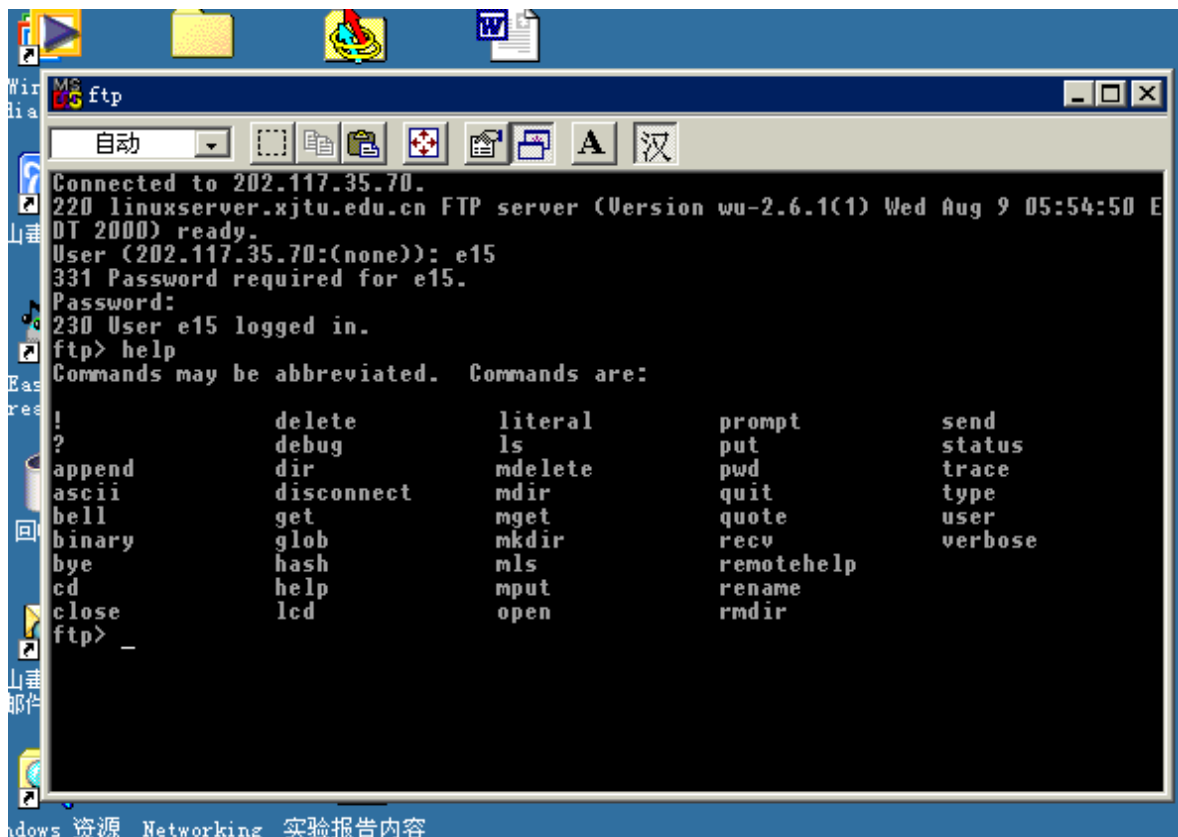 ftp
自动
A
汉
Connected to 202.117.35.70.
220 linuxserver.xjtu.edu.cn FTP server (Version wu-2.6.1(1) Wed Aug 9 05:54:50 E
DT 2000) ready.
User (202.117.35.70:(none)): e15
331 Password required for e15.
Password:
230 User e15 logged in.
ftp> help
Commands may be abbreviated.  Commands are:
! delete literal prompt send
? debug ls put status
append dir mdelete pwd trace
ascii disconnect mdir quit type
bell get mget quote user
binary glob mkdir recv verbose
bye hash mls remotehelp
cd help mput rename
close lcd open rmdir
ftp> _
资源 Networking 实验报告内容